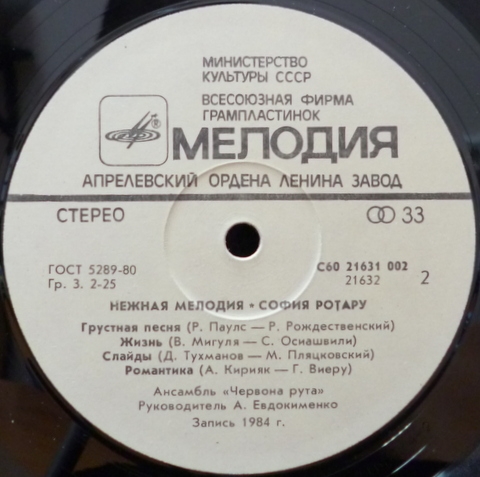 МИНИСТЕРСТВО
КУЛЬТУРЫ СССР
ВСЕСОЮЗНАЯ ФИРМА
ГРАМПЛАСТИНОК
® МЕЛОДИЯ
АПРЕЛЕВСКИЙ ОРДЕНА ЛЕНИНА ЗАВОД
СТЕРЕО 33
ГОСТ 5289-80 С60 21631 002
Гр. 3. 2-25 21632 2
НЕЖНАЯ МЕЛОДИЯ • СОФИЯ РОТАРУ
Грустная песня (Р. Паулс — Р. Рождественский)
Жизнь (В. Мигуля — С. Осиашвили)
Слайды (Д. Тухманов — М. Пляцковский)
Романтика (А. Кирияк — Г. Виеру)
Ансамбль «Червона рута»
Руководитель А. Евдокименко
Запись 1984 г.